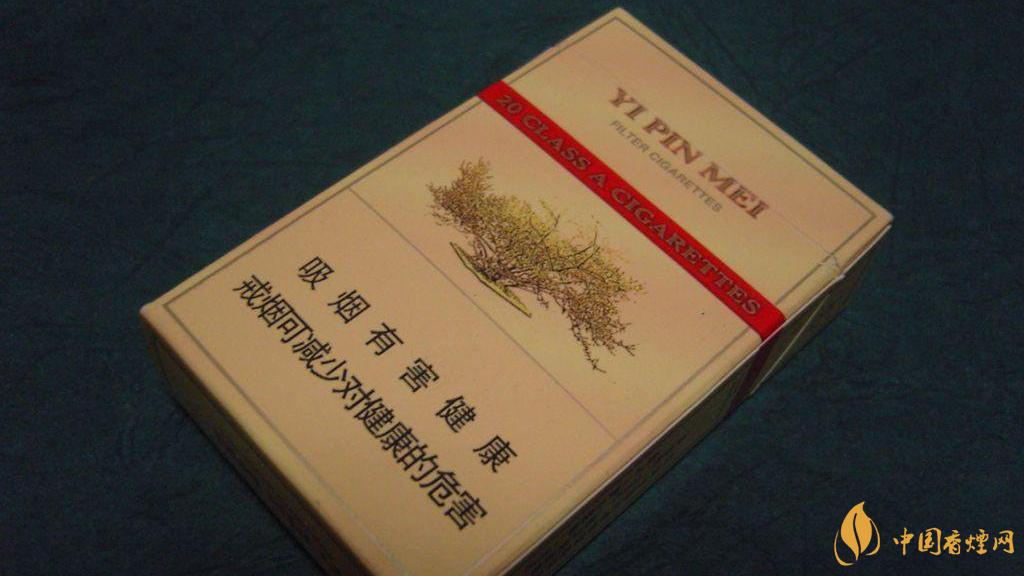 YI PIN MEI
FILTER CIGARETTES
20 CLASS A CIGARETTES
吸烟有害健康
戒烟可减少对健康的危害
中国香煙网